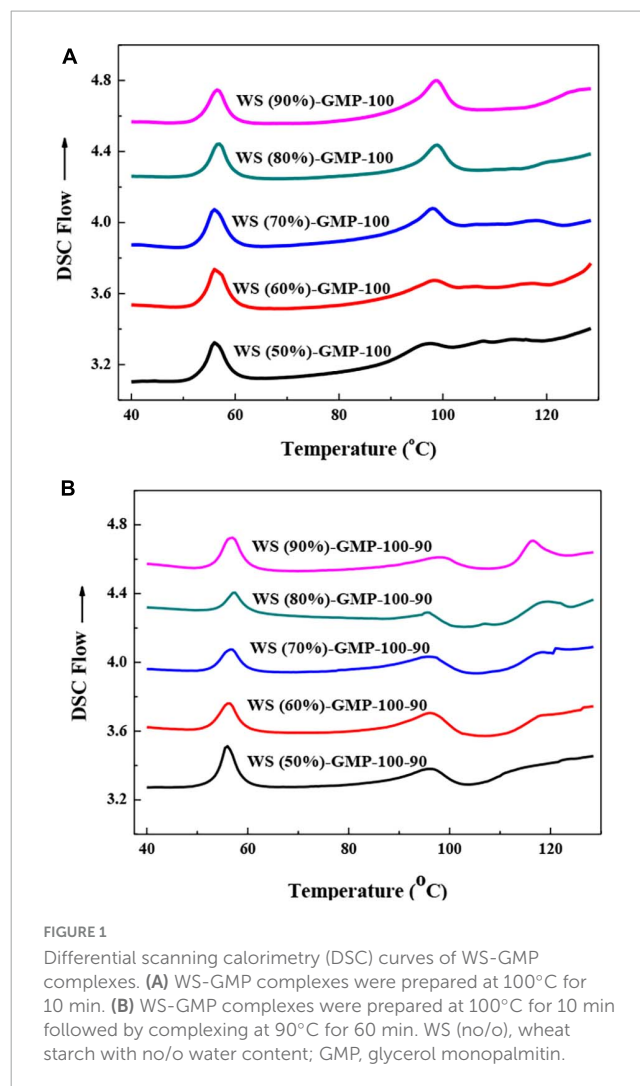 A
4.8
WS (90%)-GMP-100
4.4
WS (80%)-GMP-100
4.0
WS (70%)-GMP-100
3.6
WS (60%)-GMP-100
WS (50%)-GMP-100
3.2
DSC Flow
40 60 80 100 120
Temperature (°C)
B
4.8
WS (90%)-GMP-100-90
4.4
WS (80%)-GMP-100-90
4.0
WS (70%)-GMP-100-90
3.6
WS (60%)-GMP-100-90
WS (50%)-GMP-100-90
3.2
DSC Flow
40 60 80 100 120
Temperature (°C)
FIGURE 1
Differential scanning calorimetry (DSC) curves of WS-GMP
complexes. (A) WS-GMP complexes were prepared at 100°C for
10 min. (B) WS-GMP complexes were prepared at 100°C for 10 min
followed by complexing at 90°C for 60 min. WS (no/o), wheat
starch with no/o water content; GMP, glycerol monopalmitin.